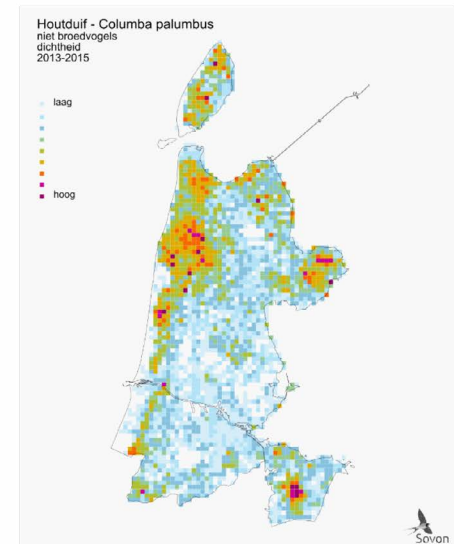 Houtduif - Columba palumbus
niet broedvogels
dichtheid
2013-2015
laag
hoog
Sovon